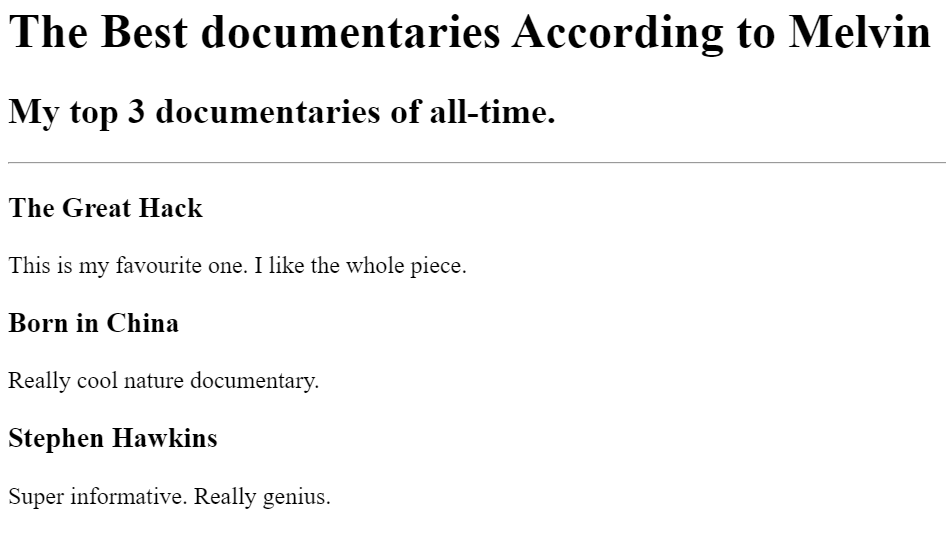 The Best documentaries According to Melvin
My top 3 documentaries of all-time.
The Great Hack
This is my favourite one. I like the whole piece.
Born in China
Really cool nature documentary.
Stephen Hawkins
Super informative. Really genius.